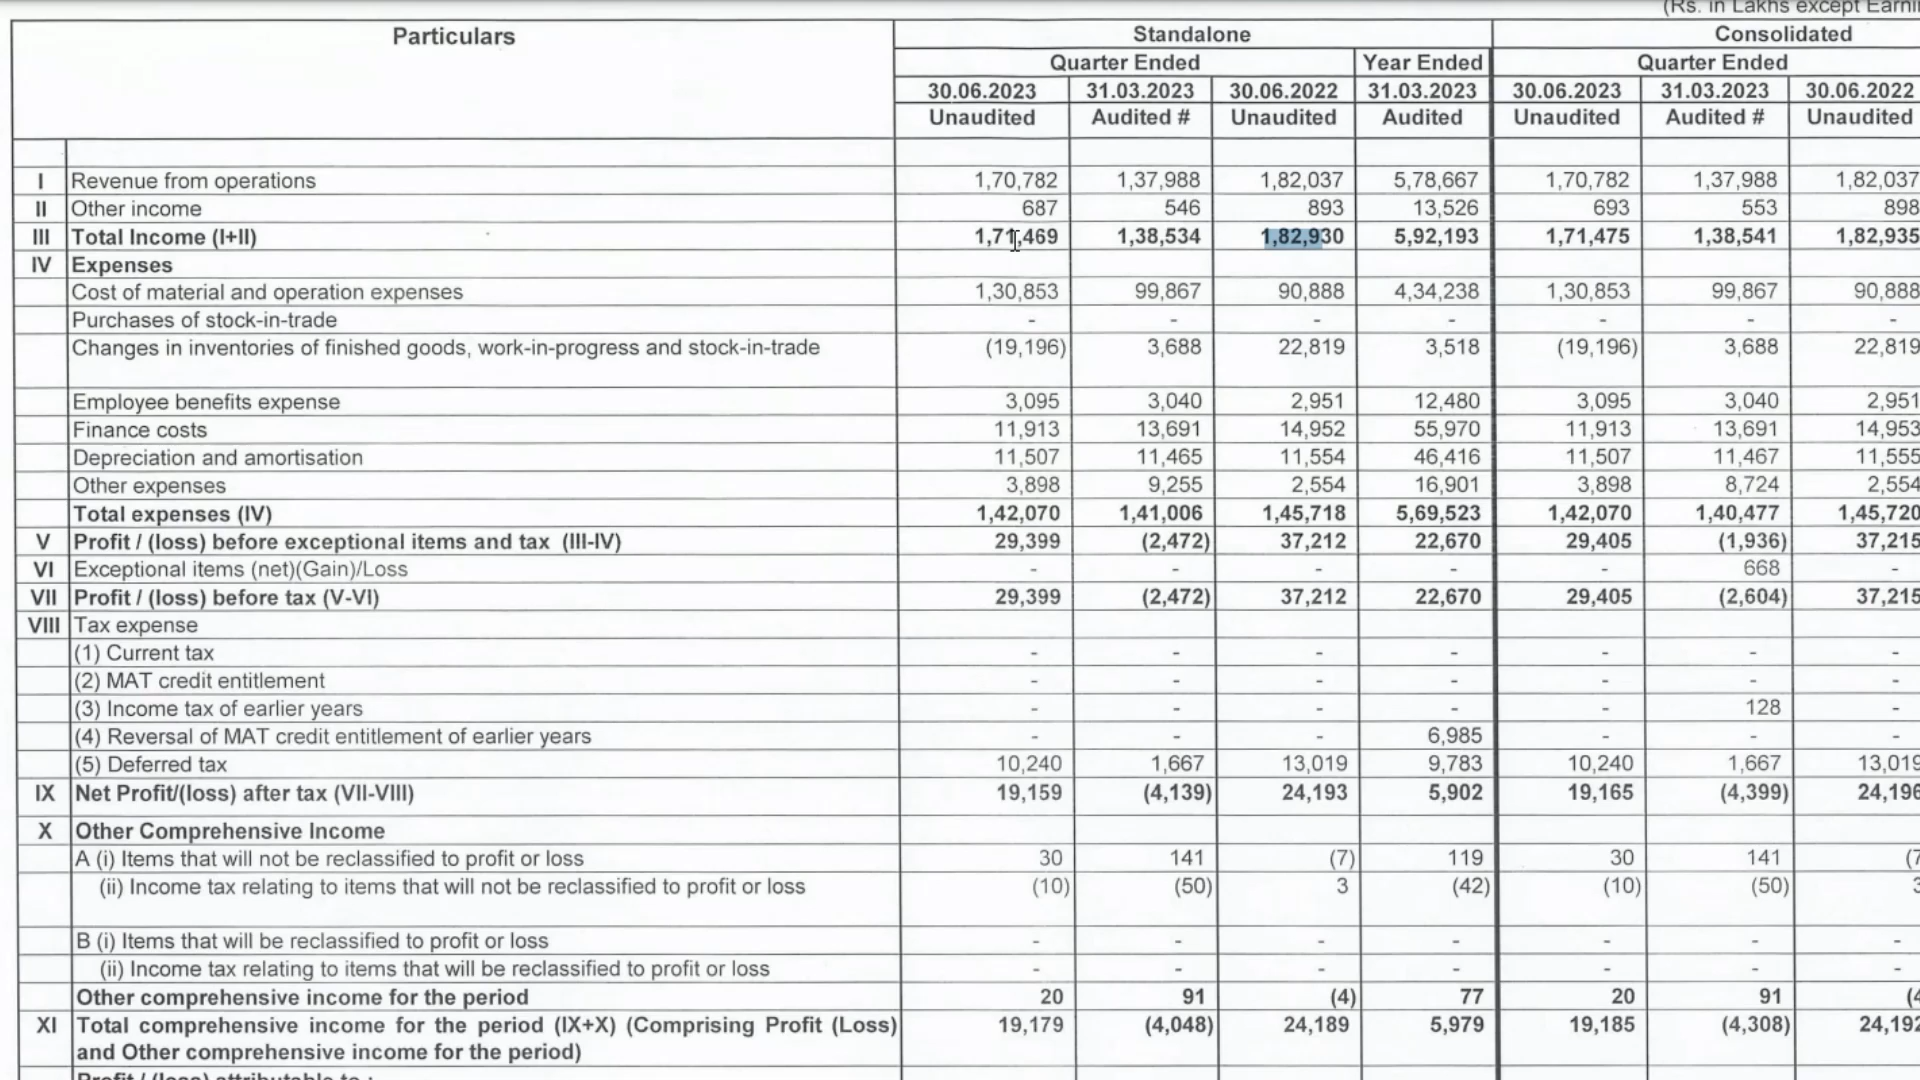 (Rs. in Lakhs except Earni
Particulars Standalone Consolidated
Quarter Ended Year Ended Quarter Ended
30.06.2023 31.03.2023 30.06.2022 31.03.2023 30.06.2023 31.03.2023 30.06.2022
Unaudited Audited # Unaudited Audited Unaudited Audited # Unaudited
I Revenue from operations 1,70,782 1,37,988 1,82,037 5,78,667 1,70,782 1,37,988 1,82,037
II Other income 687 546 893 13,526 693 553 898
III Total Income (I+II) 1,71,469 1,38,534 1,82,930 5,92,193 1,71,475 1,38,541 1,82,935
IV Expenses
Cost of material and operation expenses 1,30,853 99,867 90,888 4,34,238 1,30,853 99,867 90,888
Purchases of stock-in-trade - - - - - - -
Changes in inventories of finished goods, work-in-progress and stock-in-trade (19,196) 3,688 22,819 3,518 (19,196) 3,688 22,819
Employee benefits expense 3,095 3,040 2,951 12,480 3,095 3,040 2,951
Finance costs 11,913 13,691 14,952 55,970 11,913 13,691 14,953
Depreciation and amortisation 11,507 11,465 11,554 46,416 11,507 11,467 11,555
Other expenses 3,898 9,255 2,554 16,901 3,898 8,724 2,554
Total expenses (IV) 1,42,070 1,41,006 1,45,718 5,69,523 1,42,070 1,40,477 1,45,720
V Profit / (loss) before exceptional items and tax (III-IV) 29,399 (2,472) 37,212 22,670 29,405 (1,936) 37,215
VI Exceptional items (net)(Gain)/Loss - - - - - 668 -
VII Profit / (loss) before tax (V-VI) 29,399 (2,472) 37,212 22,670 29,405 (2,604) 37,215
VIII Tax expense
(1) Current tax - - - - - - -
(2) MAT credit entitlement - - - - - - -
(3) Income tax of earlier years - - - - - 128 -
(4) Reversal of MAT credit entitlement of earlier years - - - 6,985 - - -
(5) Deferred tax 10,240 1,667 13,019 9,783 10,240 1,667 13,019
IX Net Profit/(loss) after tax (VII-VIII) 19,159 (4,139) 24,193 5,902 19,165 (4,399) 24,196
X Other Comprehensive Income
A (i) Items that will not be reclassified to profit or loss 30 141 (7) 119 30 141 (7
(ii) Income tax relating to items that will not be reclassified to profit or loss (10) (50) 3 (42) (10) (50) 3
B (i) Items that will be reclassified to profit or loss - - - - - - -
(ii) Income tax relating to items that will be reclassified to profit or loss - - - - - - -
Other comprehensive income for the period 20 91 (4) 77 20 91 (4
XI Total comprehensive income for the period (IX+X) (Comprising Profit (Loss) 19,179 (4,048) 24,189 5,979 19,185 (4,308) 24,192
and Other comprehensive income for the period)
Profit / (loss) attributable to :